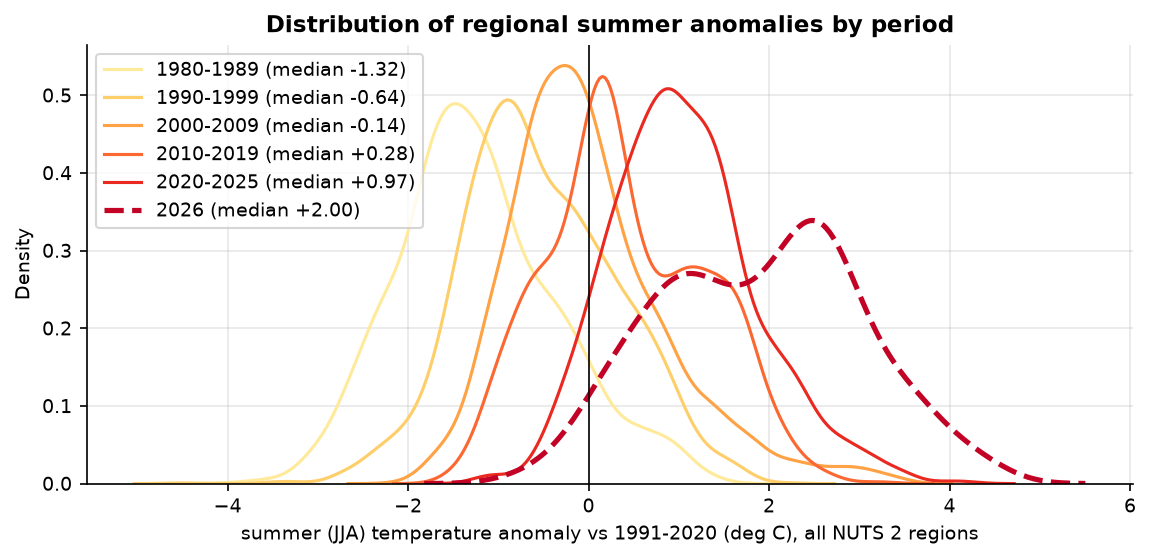 Distribution of regional summer anomalies by period
1980-1989 (median -1.32)
1990-1999 (median -0.64)
2000-2009 (median -0.14)
2010-2019 (median +0.28)
2020-2025 (median +0.97)
2026 (median +2.00)
Density
0.5
0.4
0.3
0.2
0.1
0.0
−4
−2
0
2
4
6
summer (JJA) temperature anomaly vs 1991-2020 (deg C), all NUTS 2 regions